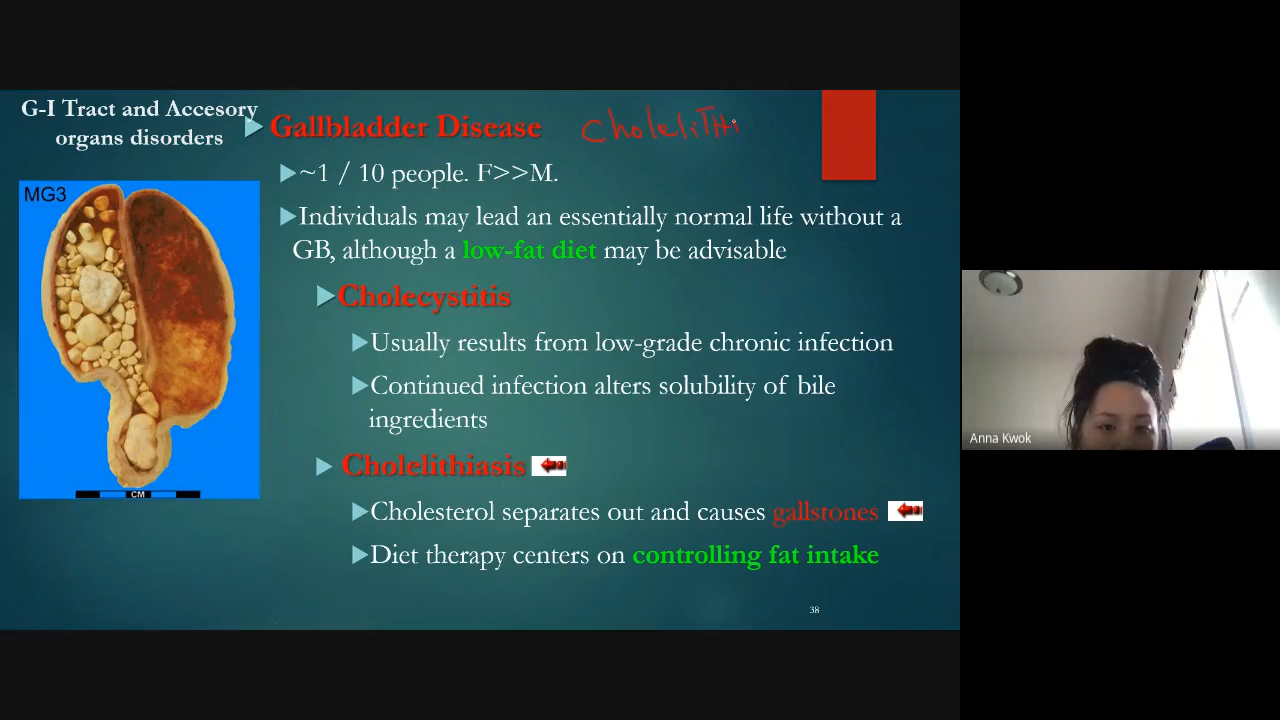 G-I Tract and Accesory
organs disorders
Gallbladder Disease
CholeliTHi
~1 / 10 people. F>>M.
Individuals may lead an essentially normal life without a
GB, although a low-fat diet may be advisable
Cholecystitis
Usually results from low-grade chronic infection
Continued infection alters solubility of bile
ingredients
Cholelithiasis
Cholesterol separates out and causes gallstones
Diet therapy centers on controlling fat intake
38
MG3
CM
Anna Kwok